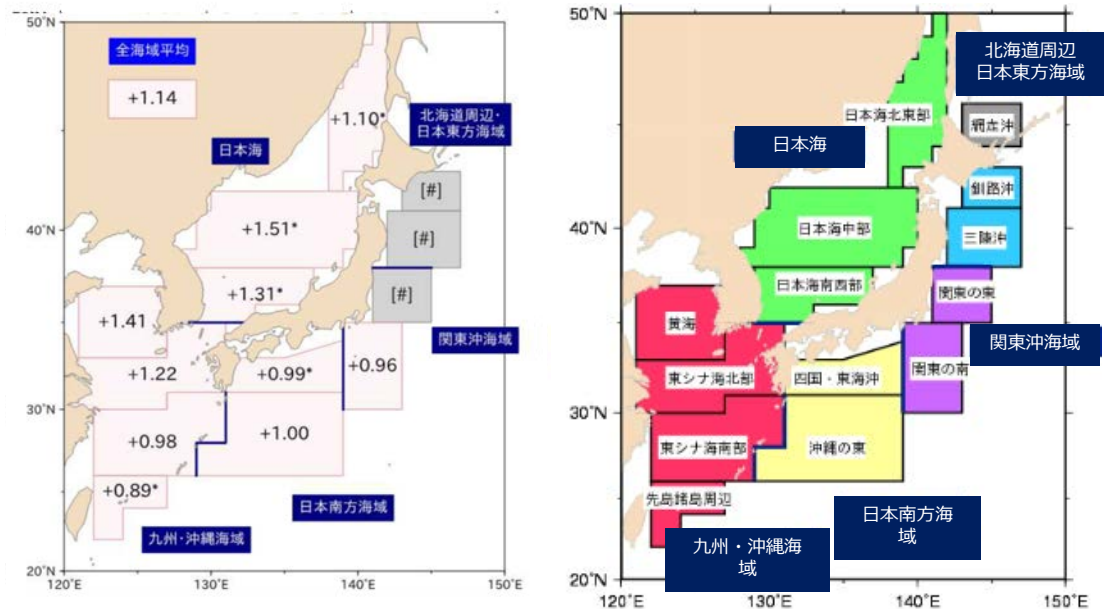 50°N
全海域平均
+1.14
+1.10*
北海道周辺・
日本東方海域
日本海
[#]
+1.51*
[#]
40°N
+1.31*
[#]
+1.41
関東沖海域
+1.22
+0.99*
+0.96
30°N
+0.98
+1.00
+0.89*
日本南方海域
九州・沖縄海域
20°N
120°E
130°E
140°E
150°E
50°N
北海道周辺
日本東方海域
日本海北東部
網走沖
日本海
釧路沖
日本海中部
三陸沖
40°N
日本海南西部
関東の東
黄海
関東沖海域
関東の南
東シナ海北部
四国・東海沖
30°N
東シナ海南部
沖縄の東
先島諸島周辺
日本南方海
域
九州・沖縄海
域
20°N
120°E
130°E
140°E
150°E